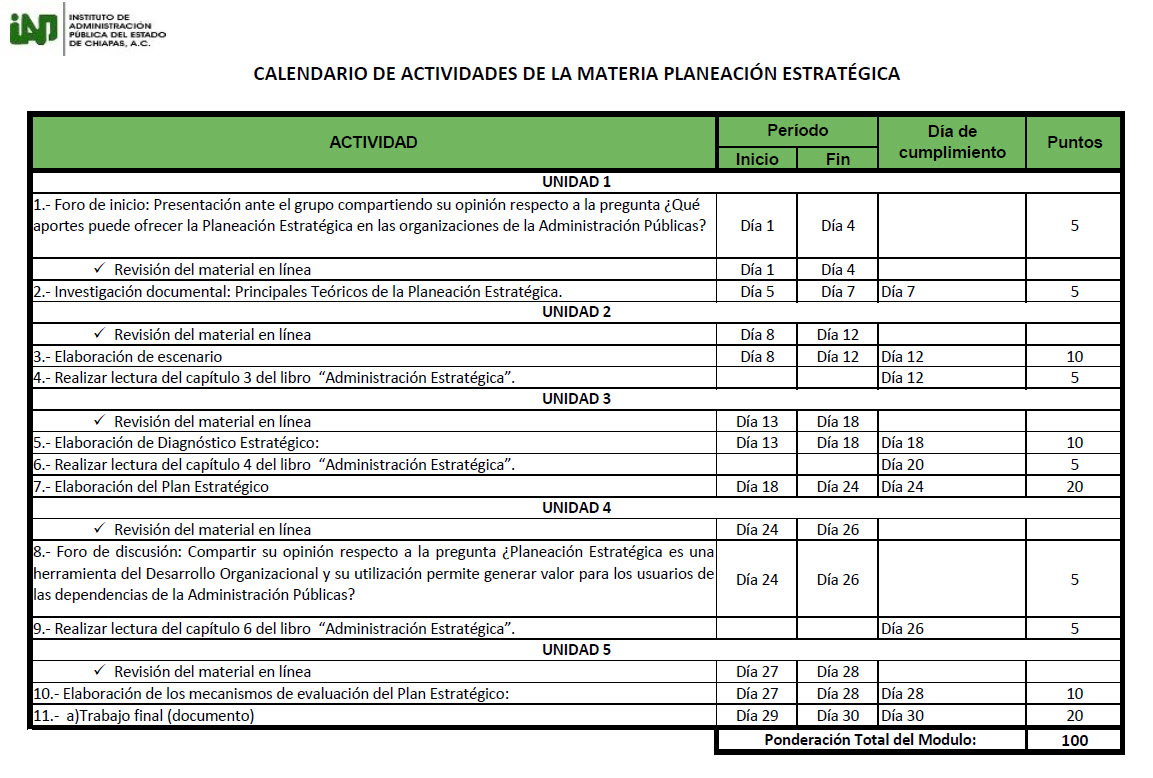 IAP
INSTITUTO DE
ADMINISTRACIÓN
PÚBLICA DEL ESTADO
DE CHIAPAS, A.C.
CALENDARIO DE ACTIVIDADES DE LA MATERIA PLANEACIÓN ESTRATÉGICA
ACTIVIDAD Período Día de cumplimiento Puntos
Inicio Fin
UNIDAD 1
1.- Foro de inicio: Presentación ante el grupo compartiendo su opinión respecto a la pregunta ¿Qué
aportes puede ofrecer la Planeación Estratégica en las organizaciones de la Administración Públicas? Día 1 Día 4 5
✓ Revisión del material en línea Día 1 Día 4
2.- Investigación documental: Principales Teóricos de la Planeación Estratégica. Día 5 Día 7 Día 7 5
UNIDAD 2
✓ Revisión del material en línea Día 8 Día 12
3.- Elaboración de escenario Día 8 Día 12 Día 12 10
4.- Realizar lectura del capítulo 3 del libro “Administración Estratégica”. Día 12 5
UNIDAD 3
✓ Revisión del material en línea Día 13 Día 18
5.- Elaboración de Diagnóstico Estratégico: Día 13 Día 18 Día 18 10
6.- Realizar lectura del capítulo 4 del libro “Administración Estratégica”. Día 20 5
7.- Elaboración del Plan Estratégico Día 18 Día 24 Día 24 20
UNIDAD 4
✓ Revisión del material en línea Día 24 Día 26
8.- Foro de discusión: Compartir su opinión respecto a la pregunta ¿Planeación Estratégica es una
herramienta del Desarrollo Organizacional y su utilización permite generar valor para los usuarios de Día 24 Día 26 5
las dependencias de la Administración Públicas?
9.- Realizar lectura del capítulo 6 del libro “Administración Estratégica”. Día 26 5
UNIDAD 5
✓ Revisión del material en línea Día 27 Día 28
10.- Elaboración de los mecanismos de evaluación del Plan Estratégico: Día 27 Día 28 Día 28 10
11.- a)Trabajo final (documento) Día 29 Día 30 Día 30 20
Ponderación Total del Modulo: 100